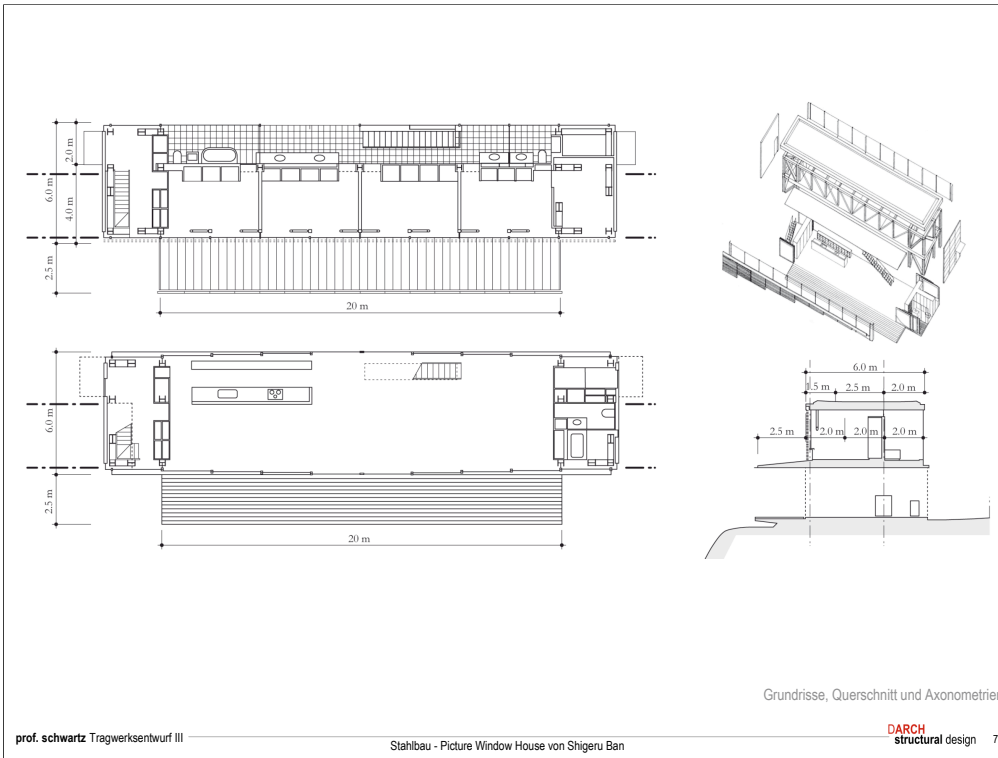 2.0 m
6.0 m
4.0 m
2.5 m
20 m
6.0 m
2.5 m
20 m
6.0 m
1.5 m 2.5 m 2.0 m
2.5 m 2.0 m 2.0 m 2.0 m
Grundrisse, Querschnitt und Axonometrien
prof. schwartz Tragwerksentwurf III
Stahlbau - Picture Window House von Shigeru Ban
DARCH
structural design 7